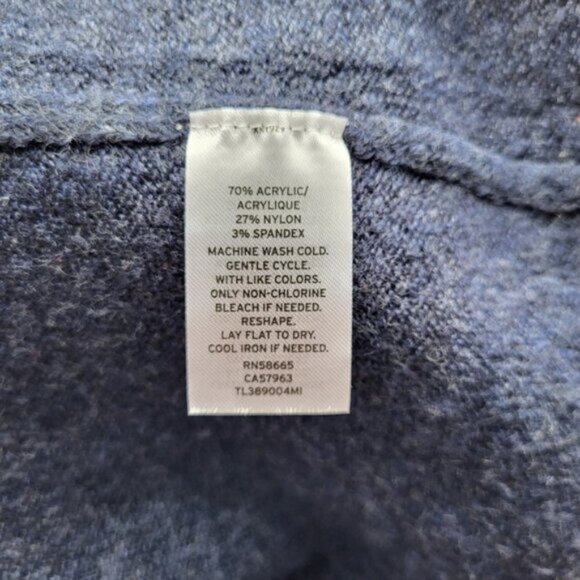 70% ACRYLIC/
ACRYLIQUE
27% NYLON
3% SPANDEX
MACHINE WASH COLD.
GENTLE CYCLE.
WITH LIKE COLORS.
ONLY NON-CHLORINE
BLEACH IF NEEDED.
RESHAPE.
LAY FLAT TO DRY.
COOL IRON IF NEEDED.
RN58665
CA57963
TL389004MI